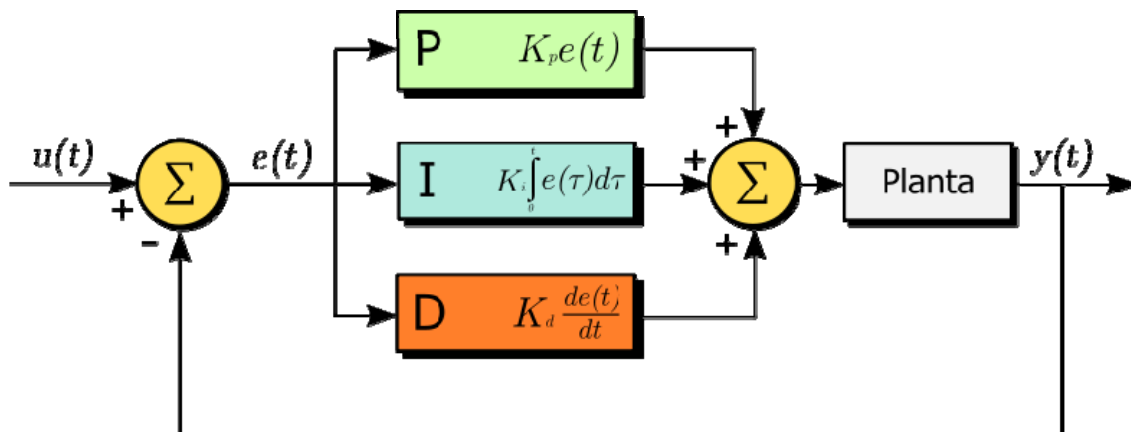 P K_p e(t)
u(t)
+
-
Σ
e(t)
I K_i ∫_0^t e(τ)dτ
D K_d de(t)/dt
+
+
+
Σ
Planta
y(t)